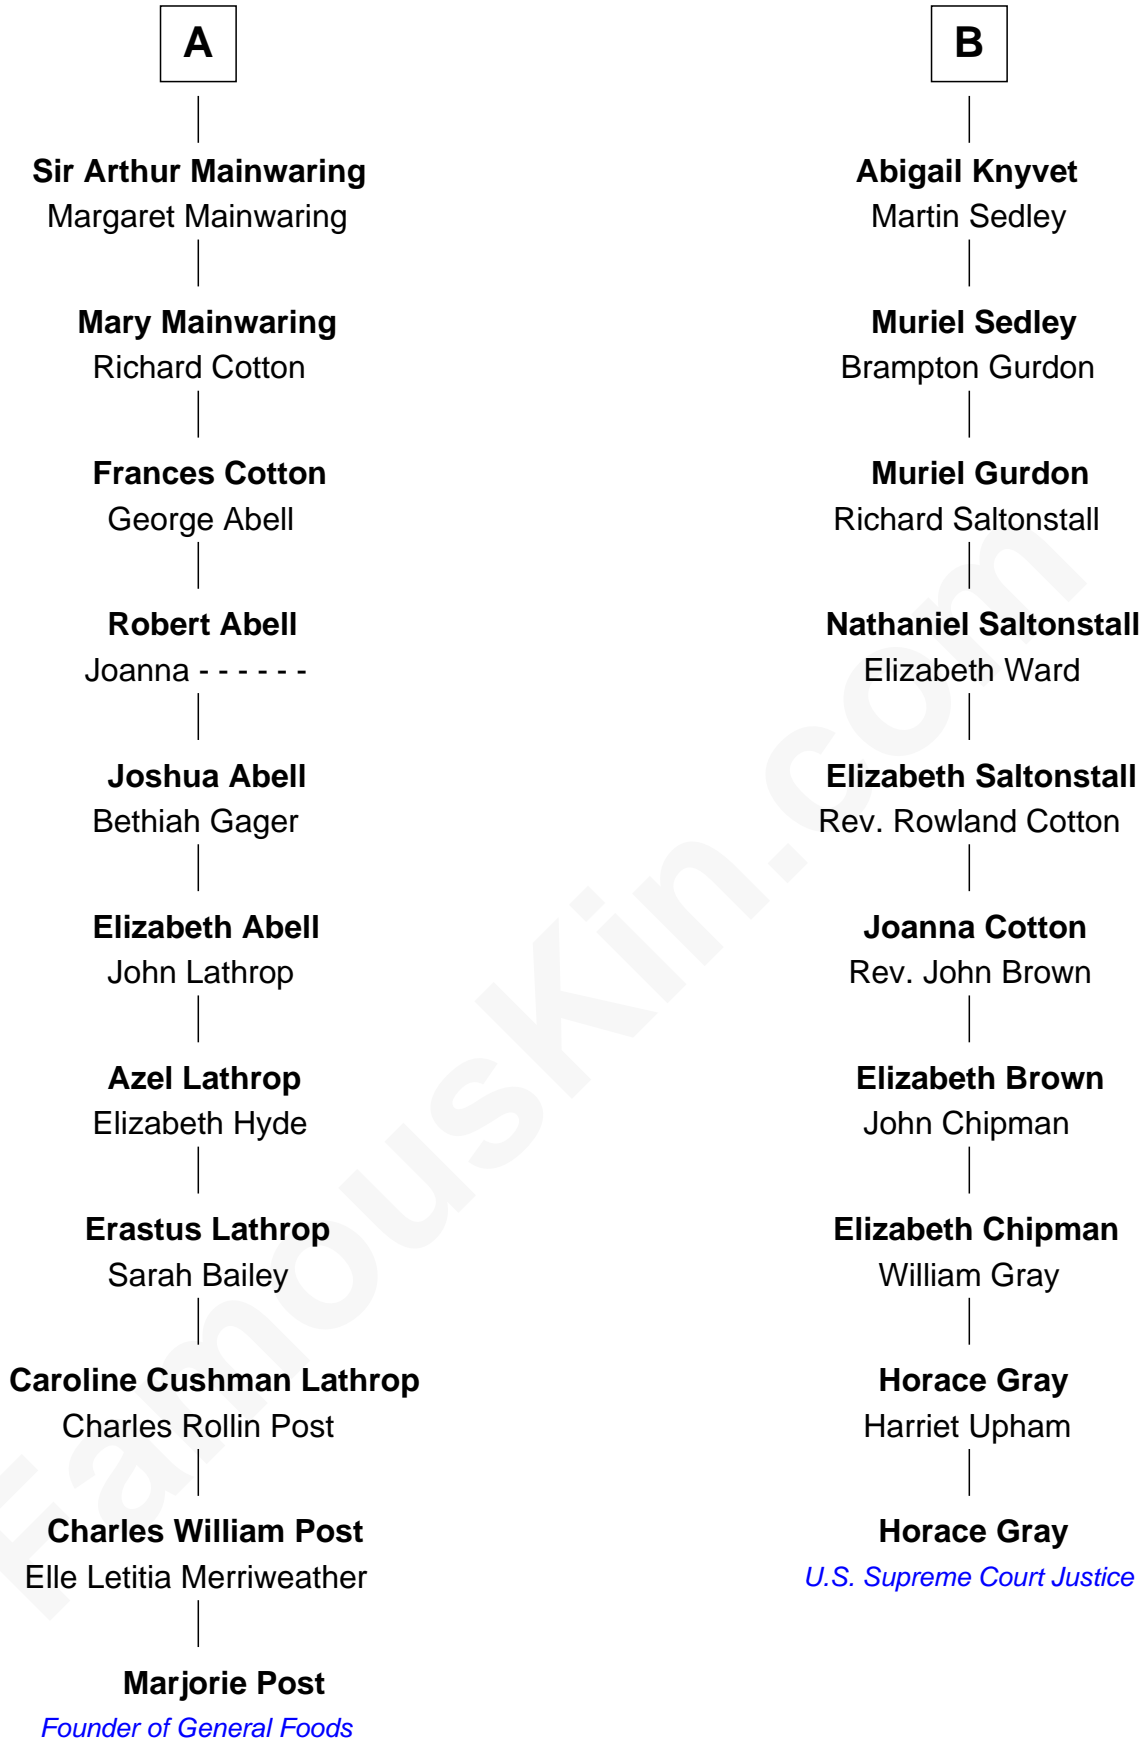 A
Sir Arthur Mainwaring
Margaret Mainwaring
Mary Mainwaring
Richard Cotton
Frances Cotton
George Abell
Robert Abell
Joanna - - - - - -
Joshua Abell
Bethiah Gager
Elizabeth Abell
John Lathrop
Azel Lathrop
Elizabeth Hyde
Erastus Lathrop
Sarah Bailey
Caroline Cushman Lathrop
Charles Rollin Post
Charles William Post
Elle Letitia Merriweather
Marjorie Post
Founder of General Foods
B
Abigail Knyvet
Martin Sedley
Muriel Sedley
Brampton Gurdon
Muriel Gurdon
Richard Saltonstall
Nathaniel Saltonstall
Elizabeth Ward
Elizabeth Saltonstall
Rev. Rowland Cotton
Joanna Cotton
Rev. John Brown
Elizabeth Brown
John Chipman
Elizabeth Chipman
William Gray
Horace Gray
Harriet Upham
Horace Gray
U.S. Supreme Court Justice
FamousKin.com